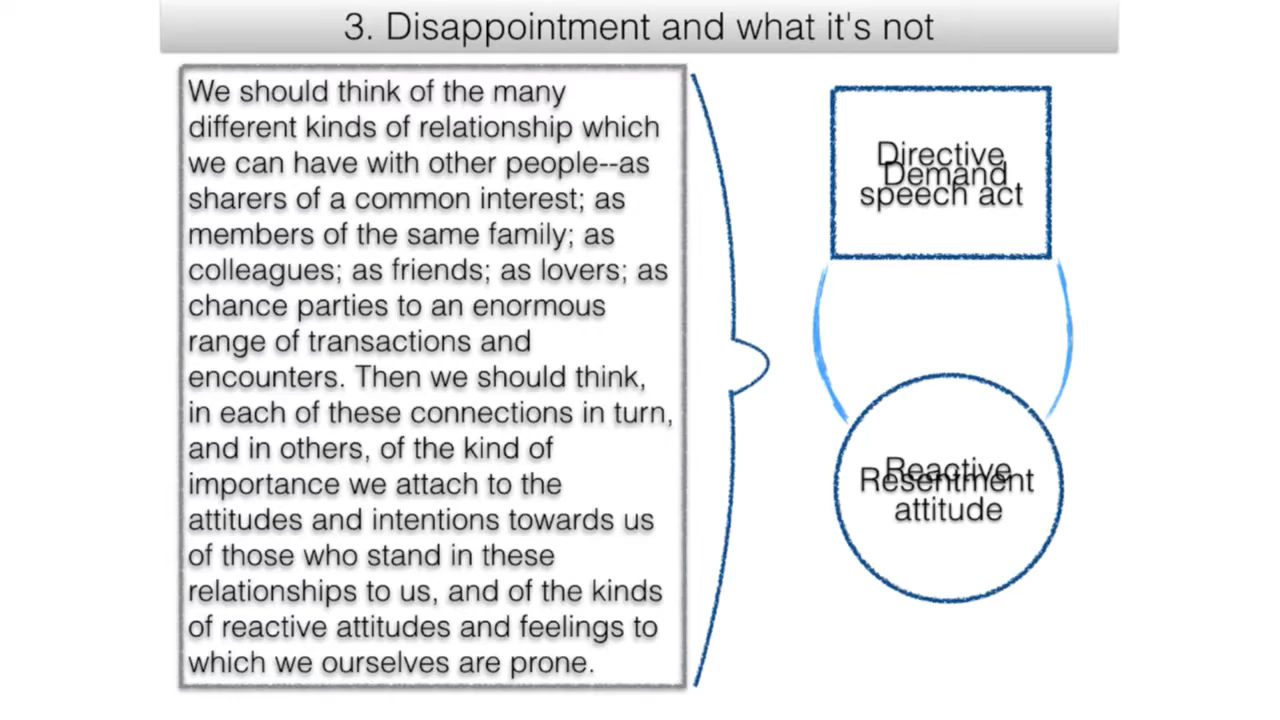 3. Disappointment and what it's not
We should think of the many
different kinds of relationship which
we can have with other people--as
sharers of a common interest; as
members of the same family; as
colleagues; as friends; as lovers; as
chance parties to an enormous
range of transactions and
encounters. Then we should think,
in each of these connections in turn,
and in others, of the kind of
importance we attach to the
attitudes and intentions towards us
of those who stand in these
relationships to us, and of the kinds
of reactive attitudes and feelings to
which we ourselves are prone.
Directive
Demand
speech act
Reactive
Resentment
attitude